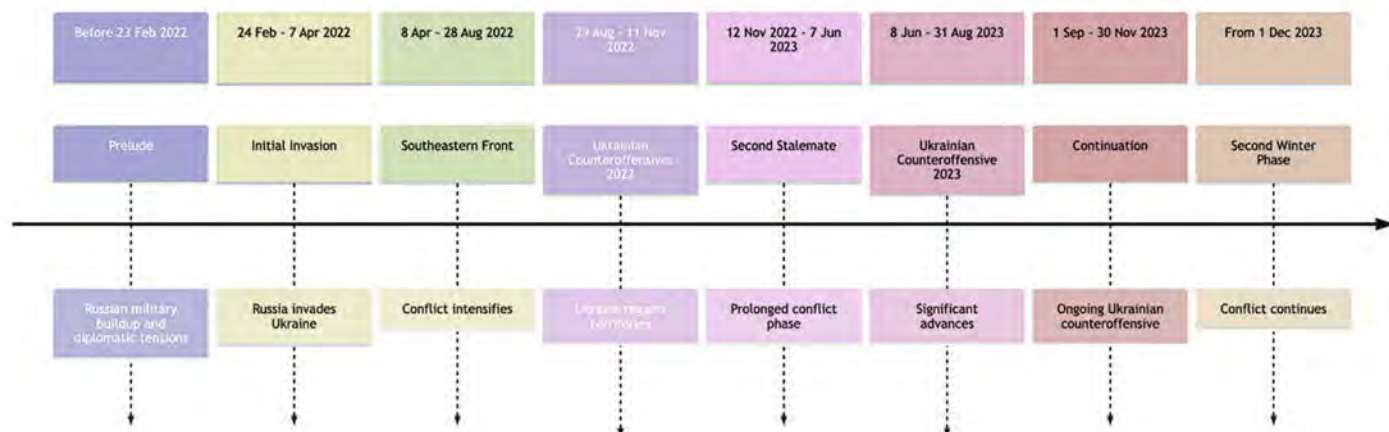 Before 23 Feb 2022
24 Feb - 7 Apr 2022
8 Apr - 28 Aug 2022
29 Aug - 11 Nov
2022
12 Nov 2022 - 7 Jun
2023
8 Jun - 31 Aug 2023
1 Sep - 30 Nov 2023
From 1 Dec 2023
Prelude
Initial Invasion
Southeastern Front
Ukrainian
Counteroffensives
2022
Second Stalemate
Ukrainian
Counteroffensive
2023
Continuation
Second Winter
Phase
Russian military
buildup and
diplomatic tentions
Russia invades
Ukraine
Conflict intensifies
Ukraine regains
territories
Prolonged conflict
phase
Significant
advances
Ongoing Ukrainian
counteroffensive
Conflict continues